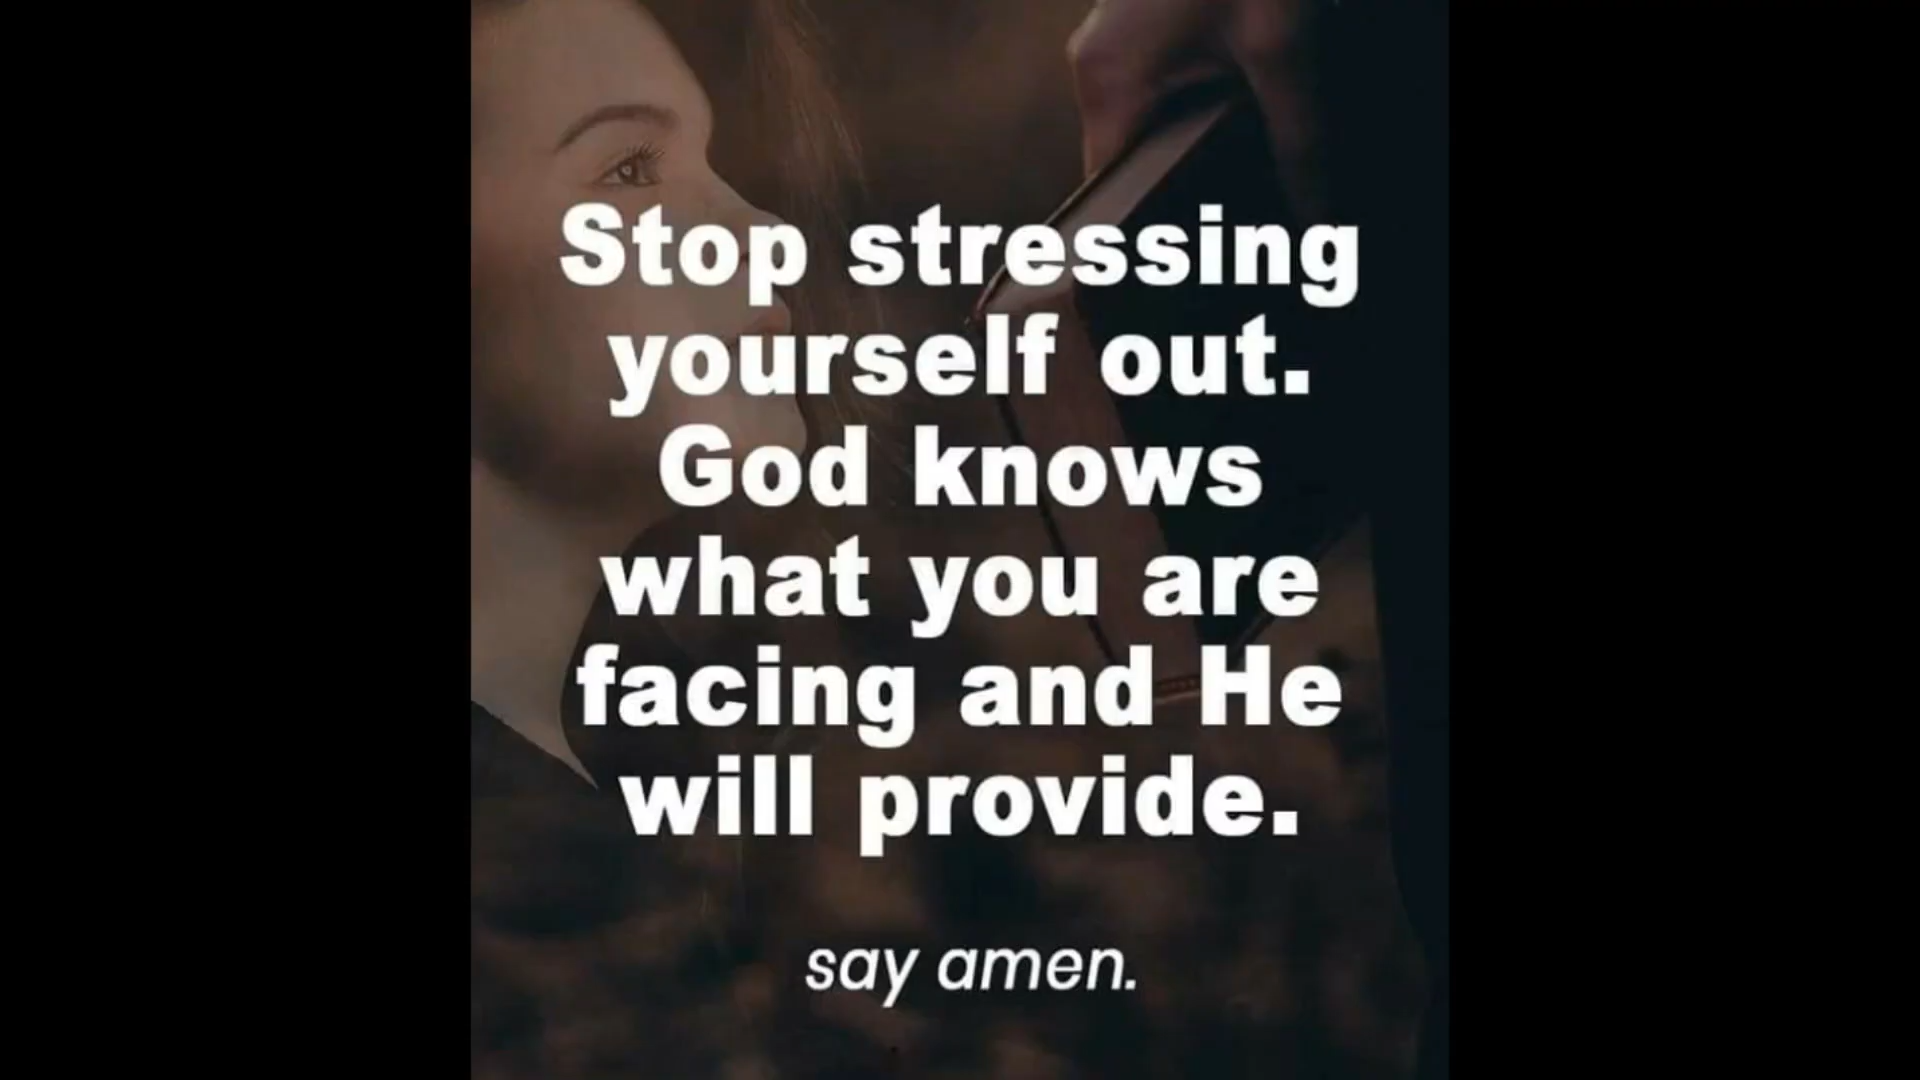 Stop stressing
yourself out.
God knows
what you are
facing and He
will provide.
say amen.